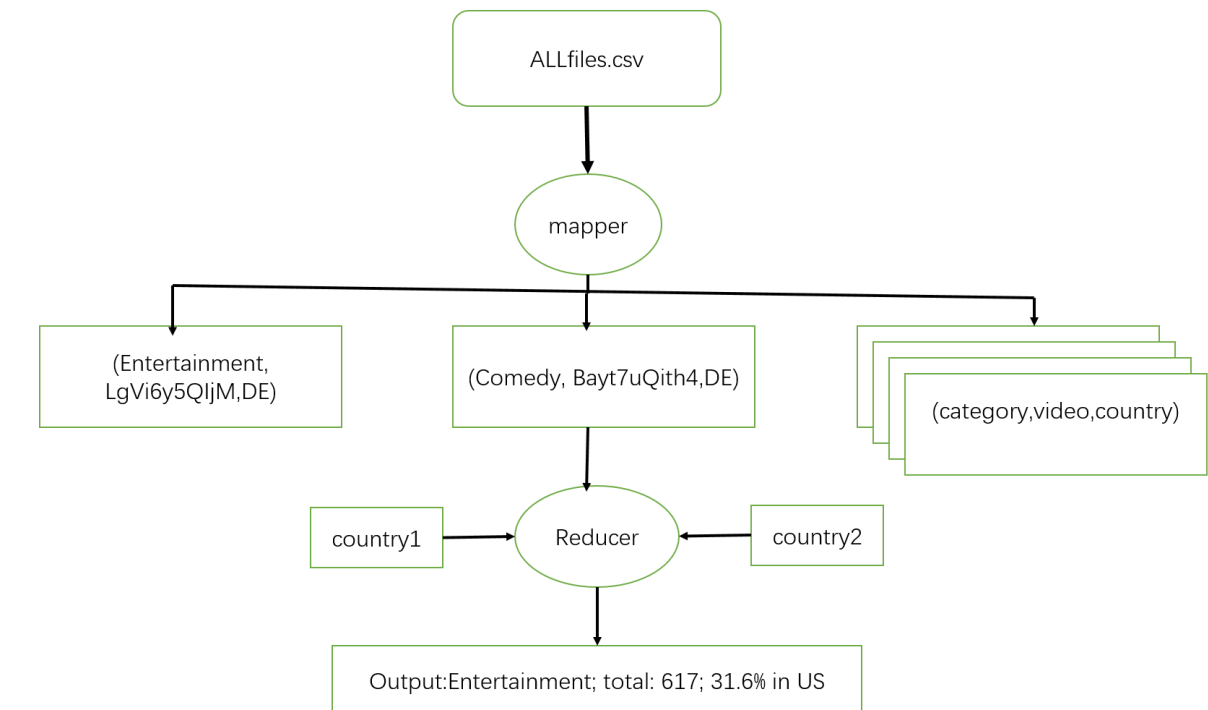 ALLfiles.csv
mapper
(Entertainment,
LgVi6y5QIjM,DE)
(Comedy, Bayt7uQith4,DE)
(category,video,country)
country1
Reducer
country2
Output:Entertainment; total: 617; 31.6% in US